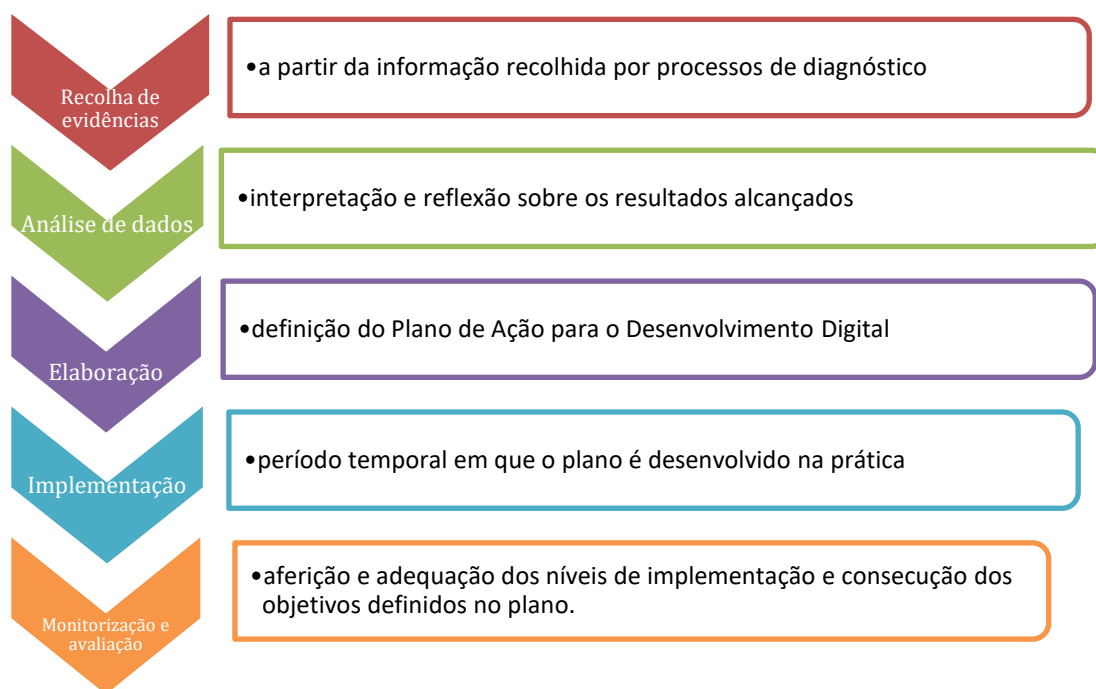 Recolha de
evidências
•a partir da informação recolhida por processos de diagnóstico
Análise de dados
•interpretação e reflexão sobre os resultados alcançados
Elaboração
•definição do Plano de Ação para o Desenvolvimento Digital
Implementação
•período temporal em que o plano é desenvolvido na prática
Monitorização e
avaliação
•aferição e adequação dos níveis de implementação e consecução dos
objetivos definidos no plano.